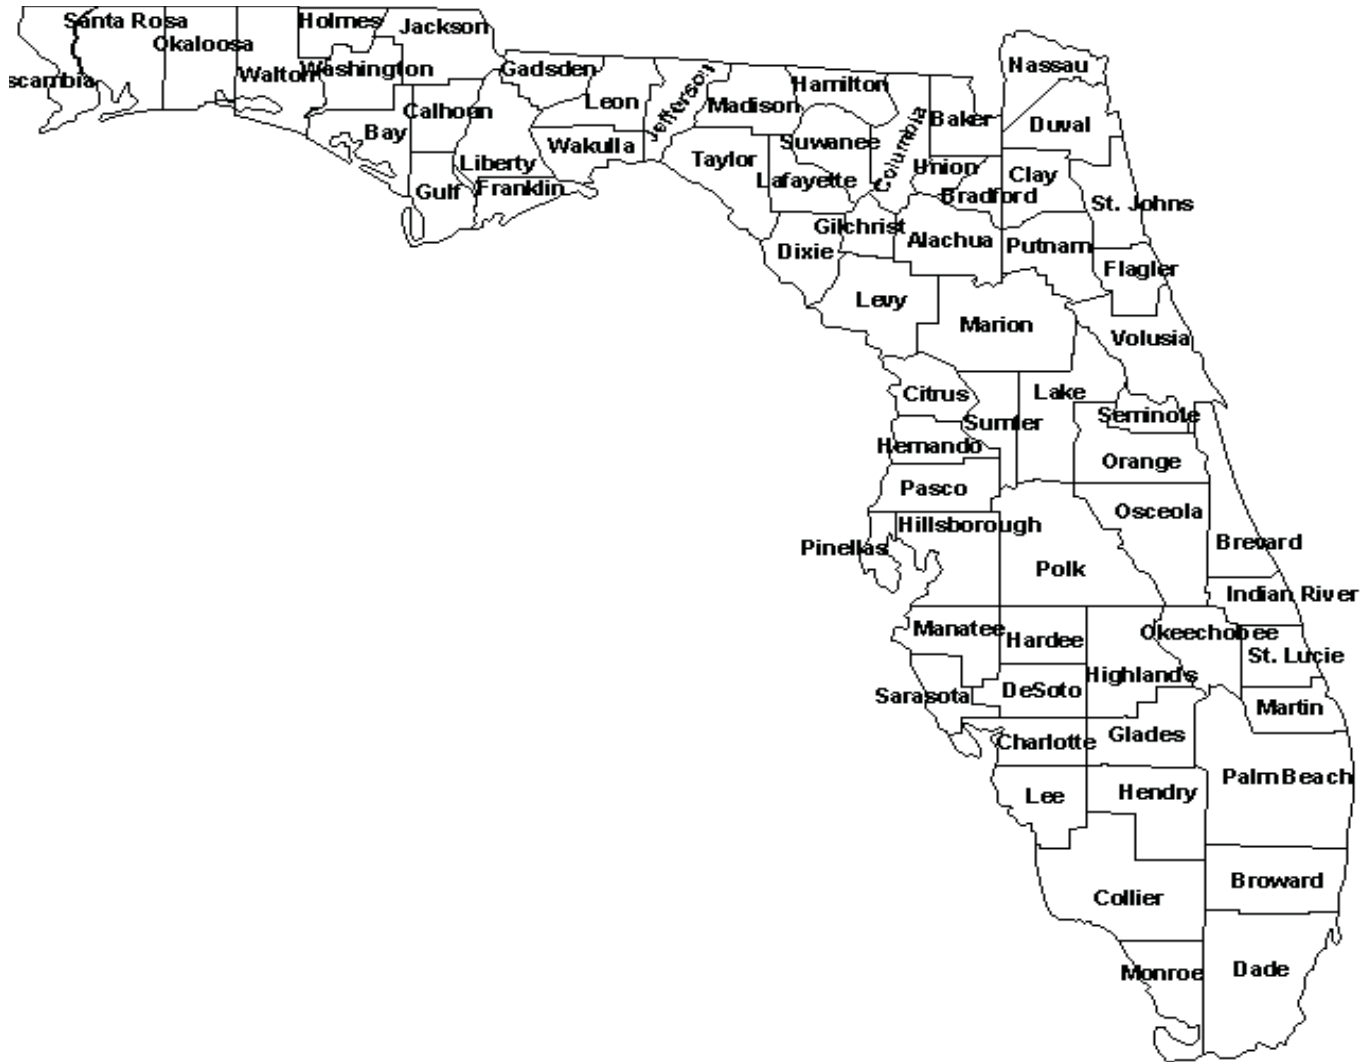 Santa Rosa
Holmes
Jackson
Okaloosa
scambia
Walton
Washington
Gadsden
Jefferson
Nassau
Calhoun
Leon
Madison
Hamilton
Columbia
Baker
Duval
Bay
Wakulla
Suwanee
Liberty
Taylor
Lafayette
Union
Clay
Gulf
Franklin
Bradford
St. Johns
Gilchrist
Alachua
Putnam
Dixie
Flagler
Levy
Marion
Volusia
Citrus
Lake
Sumter
Seminole
Hernando
Orange
Pasco
Osceola
Hillsborough
Pinellas
Brevard
Polk
Indian River
Manatee
Hardee
Okeechobee
St. Lucie
Highlands
Sarasota
DeSoto
Martin
Charlotte
Glades
Palm Beach
Lee
Hendry
Broward
Collier
Monroe
Dade